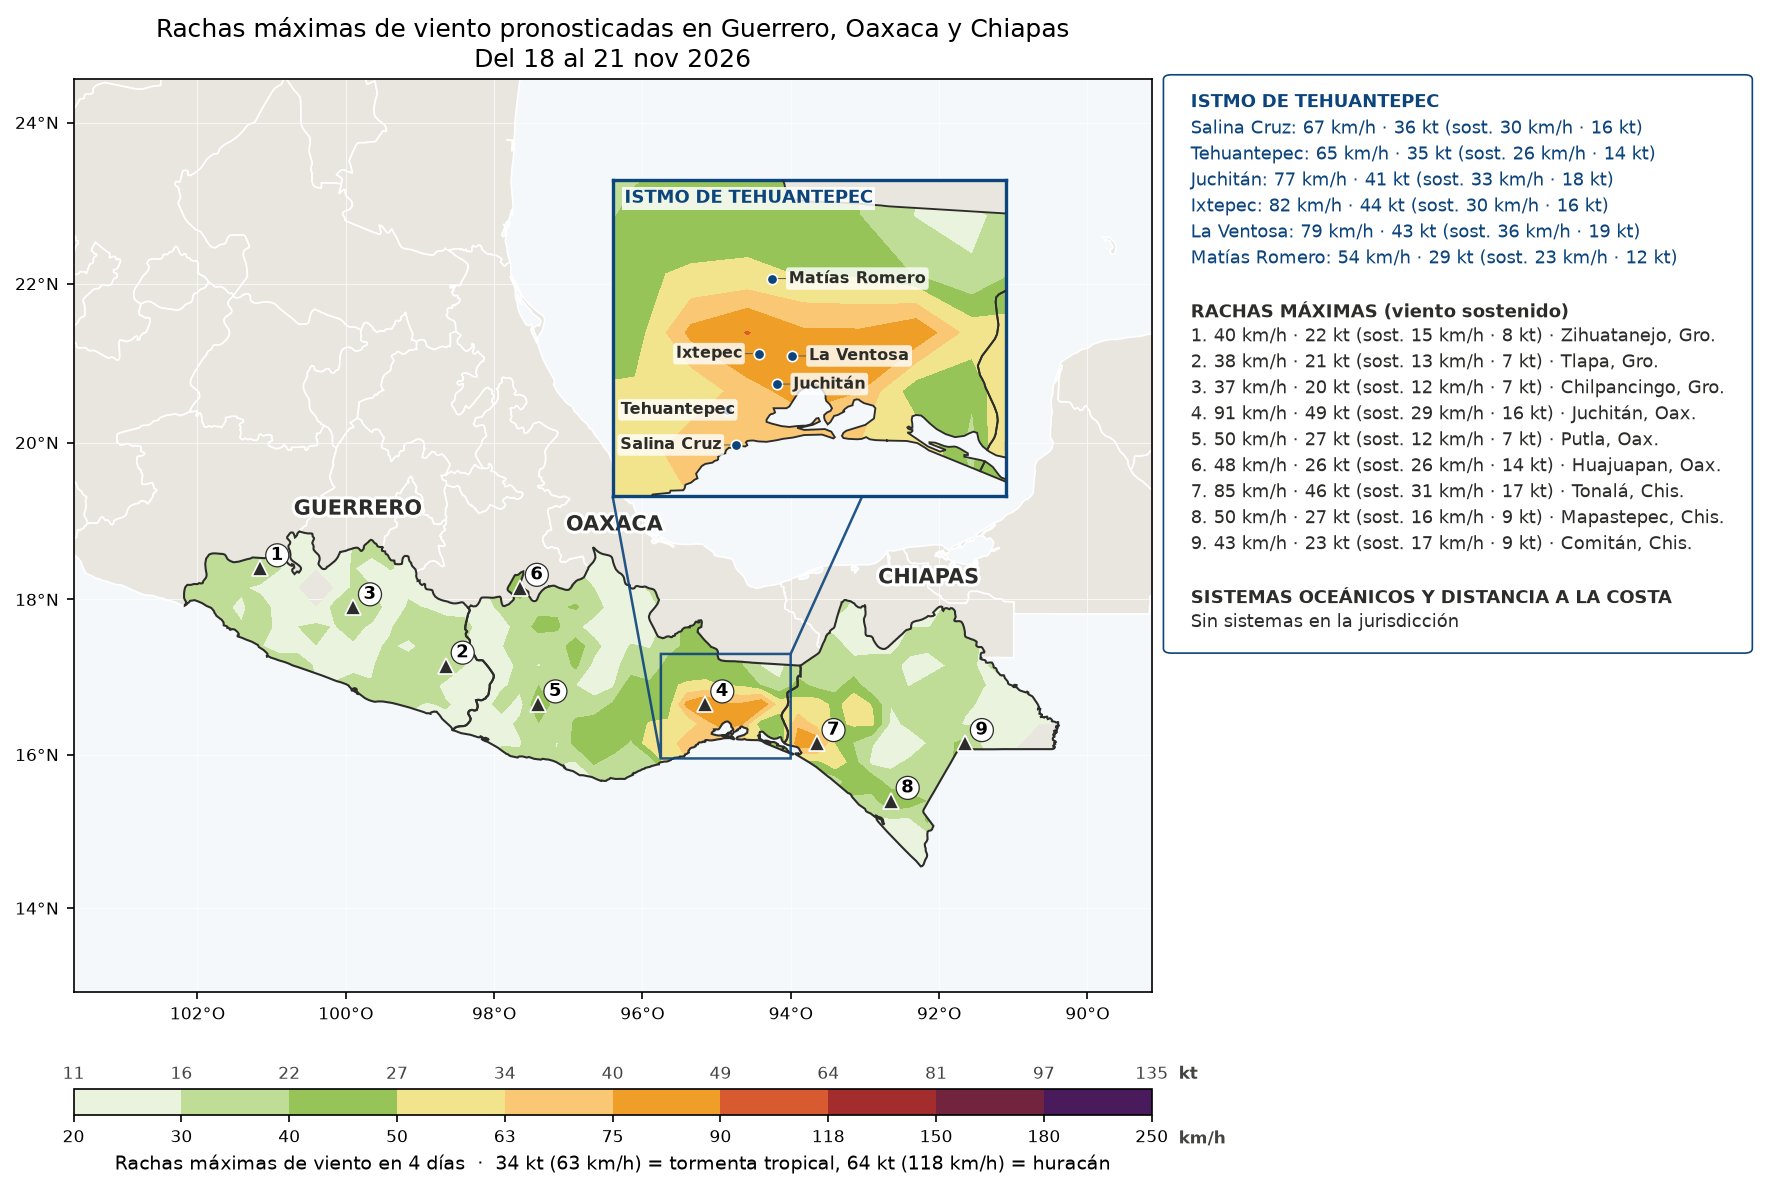 Rachas máximas de viento pronosticadas en Guerrero, Oaxaca y Chiapas
Del 18 al 21 nov 2026
24°N
22°N
20°N
18°N
16°N
14°N
102°O
100°O
98°O
96°O
94°O
92°O
90°O
ISTMO DE TEHUANTEPEC
Matías Romero
Ixtepec
La Ventosa
Juchitán
Tehuantepec
Salina Cruz
GUERRERO
OAXACA
CHIAPAS
1
2
3
4
5
6
7
8
9
ISTMO DE TEHUANTEPEC
Salina Cruz: 67 km/h · 36 kt (sost. 30 km/h · 16 kt)
Tehuantepec: 65 km/h · 35 kt (sost. 26 km/h · 14 kt)
Juchitán: 77 km/h · 41 kt (sost. 33 km/h · 18 kt)
Ixtepec: 82 km/h · 44 kt (sost. 30 km/h · 16 kt)
La Ventosa: 79 km/h · 43 kt (sost. 36 km/h · 19 kt)
Matías Romero: 54 km/h · 29 kt (sost. 23 km/h · 12 kt)
RACHAS MÁXIMAS (viento sostenido)
1. 40 km/h · 22 kt (sost. 15 km/h · 8 kt) · Zihuatanejo, Gro.
2. 38 km/h · 21 kt (sost. 13 km/h · 7 kt) · Tlapa, Gro.
3. 37 km/h · 20 kt (sost. 12 km/h · 7 kt) · Chilpancingo, Gro.
4. 91 km/h · 49 kt (sost. 29 km/h · 16 kt) · Juchitán, Oax.
5. 50 km/h · 27 kt (sost. 12 km/h · 7 kt) · Putla, Oax.
6. 48 km/h · 26 kt (sost. 26 km/h · 14 kt) · Huajuapan, Oax.
7. 85 km/h · 46 kt (sost. 31 km/h · 17 kt) · Tonalá, Chis.
8. 50 km/h · 27 kt (sost. 16 km/h · 9 kt) · Mapastepec, Chis.
9. 43 km/h · 23 kt (sost. 17 km/h · 9 kt) · Comitán, Chis.
SISTEMAS OCEÁNICOS Y DISTANCIA A LA COSTA
Sin sistemas en la jurisdicción
11 16 22 27 34 40 49 64 81 97 135 kt
20 30 40 50 63 75 90 118 150 180 250 km/h
Rachas máximas de viento en 4 días · 34 kt (63 km/h) = tormenta tropical, 64 kt (118 km/h) = huracán